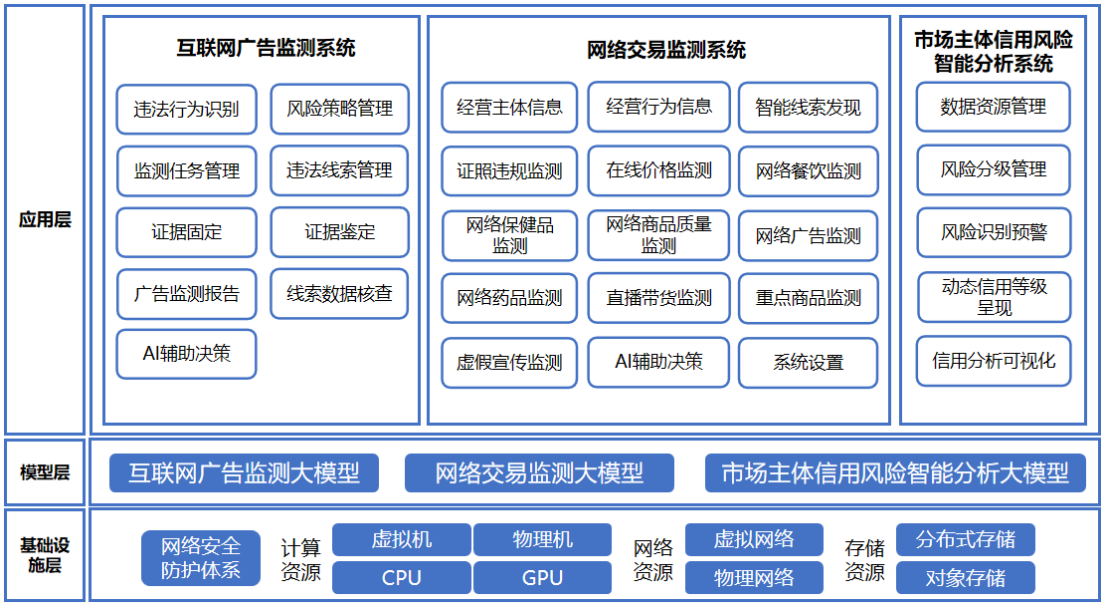 应用层
互联网广告监测系统
违法行为识别
风险策略管理
监测任务管理
违法线索管理
证据固定
证据鉴定
广告监测报告
线索数据核查
AI辅助决策
网络交易监测系统
经营主体信息
经营行为信息
智能线索发现
证照违规监测
在线价格监测
网络餐饮监测
网络保健品
监测
网络商品质量
监测
网络广告监测
网络药品监测
直播带货监测
重点商品监测
虚假宣传监测
AI辅助决策
系统设置
市场主体信用风险
智能分析系统
数据资源管理
风险分级管理
风险识别预警
动态信用等级
呈现
信用分析可视化
模型层
互联网广告监测大模型
网络交易监测大模型
市场主体信用风险智能分析大模型
基础设
施层
网络安全
防护体系
计算
资源
虚拟机
物理机
CPU
GPU
网络
资源
虚拟网络
物理网络
存储
资源
分布式存储
对象存储